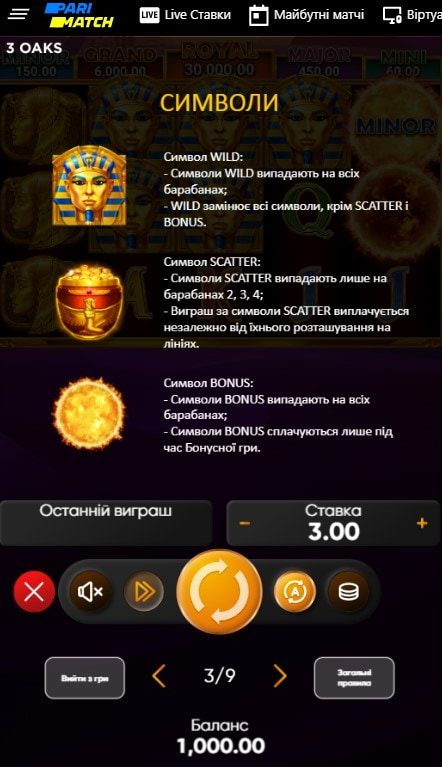 PARI
MATCH
LIVE Live Ставки
Майбутні матчі
Віртуа
3 OAKS
MINOR GRAND ROYAL MAJOR MINI
150.00 6,000.00 30,000.00 450.00 60.00
СИМВОЛИ
MINOR
Символ WILD:
- Символи WILD випадають на всіх
барабанах;
- WILD замінює всі символи, крім SCATTER і
BONUS.
Символ SCATTER:
- Символи SCATTER випадають лише на
барабанах 2, 3, 4;
- Виграш за символи SCATTER виплачується
незалежно від їхнього розташування на
лініях.
Символ BONUS:
- Символи BONUS випадають на всіх
барабанах;
- Символи BONUS сплачуються лише під
час Бонусної гри.
Останній виграш
Ставка
- 3.00 +
A
Вийти з гри
3/9
Загальні
правила
Баланс
1,000.00